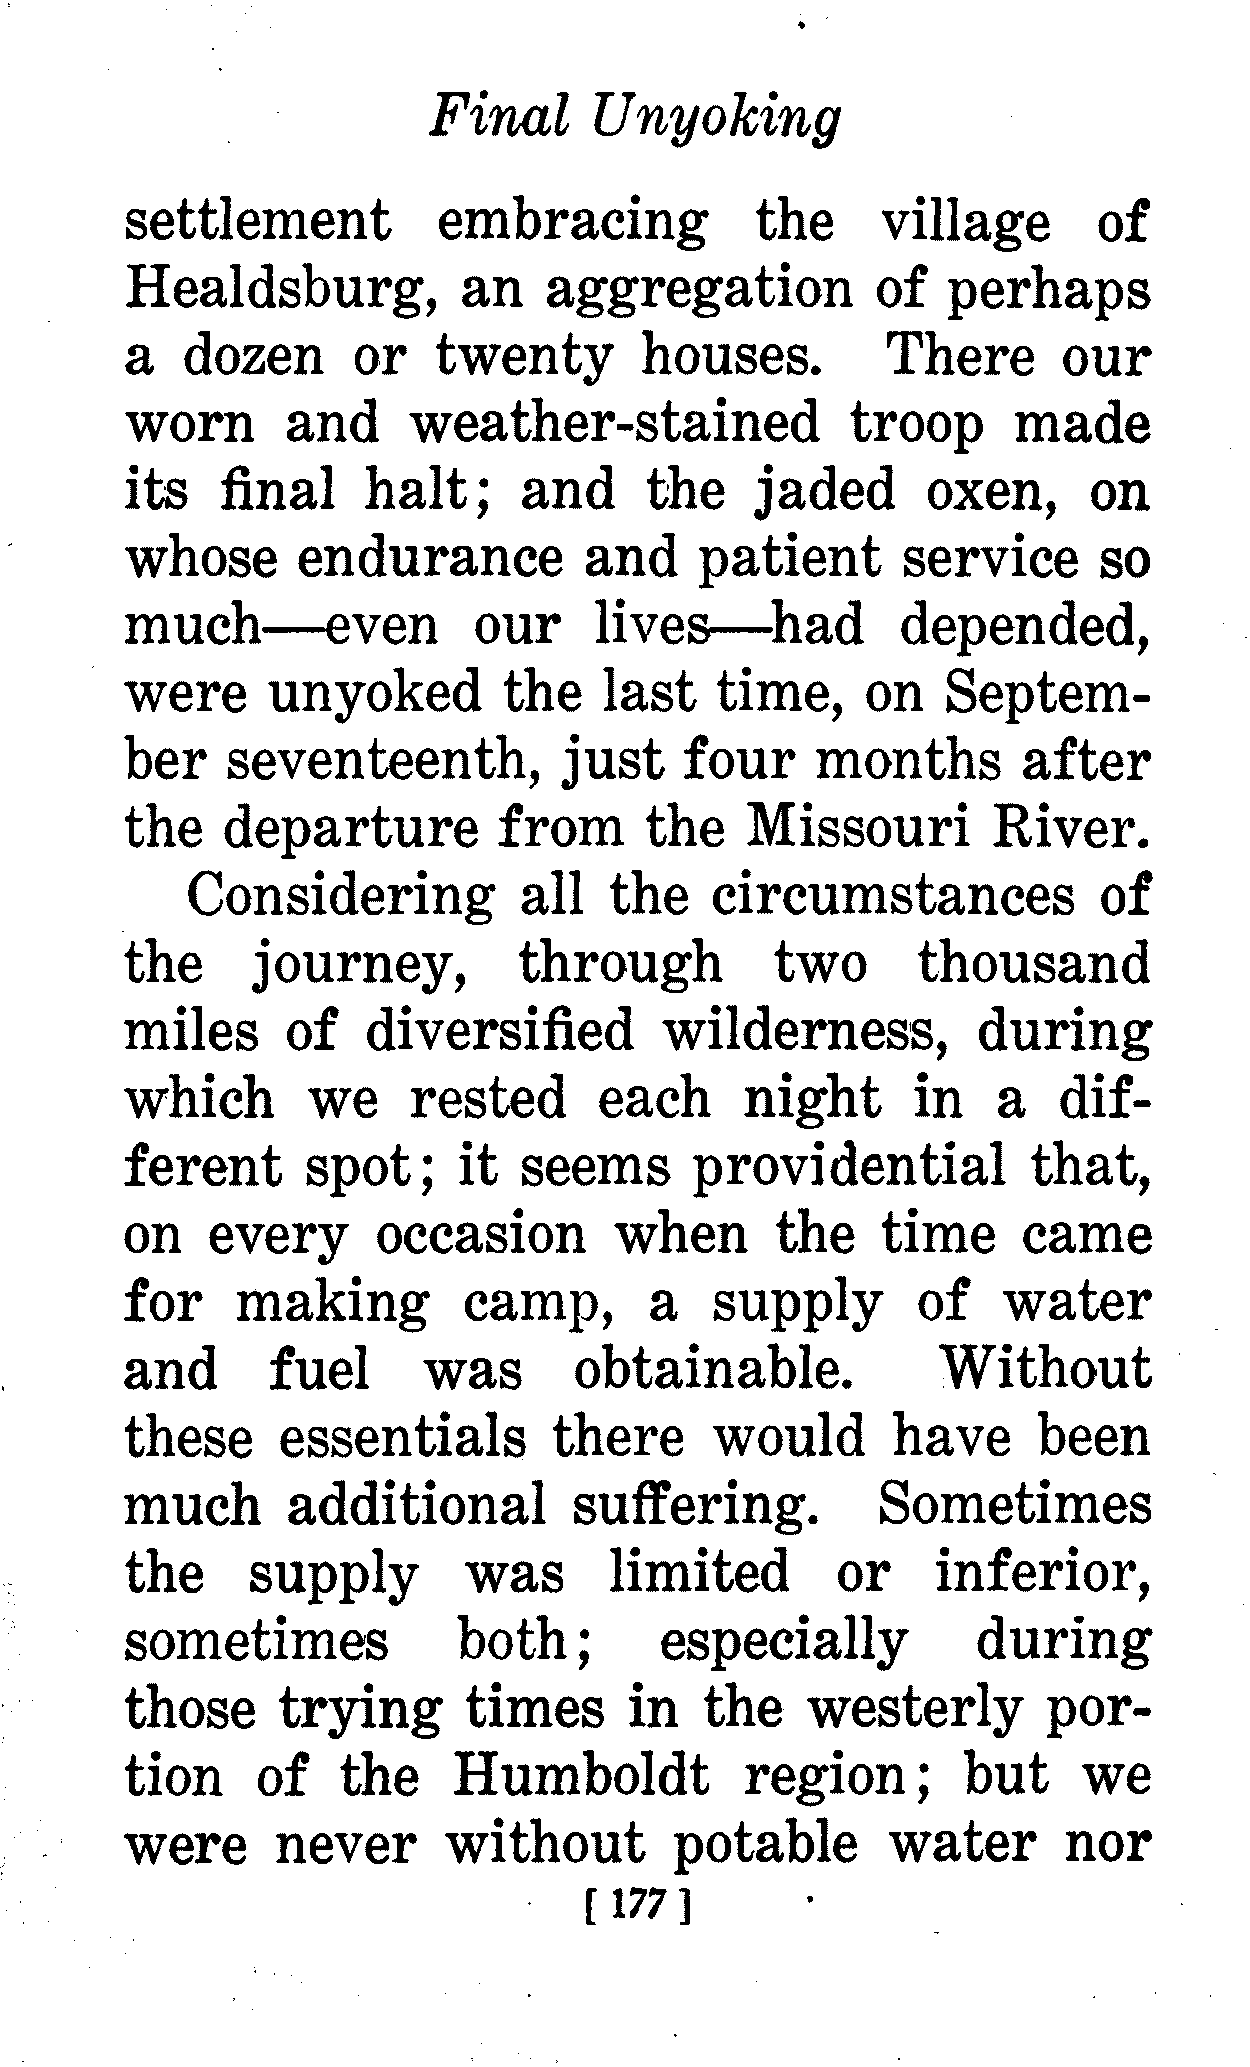 Final Unyoking
settlement embracing the village of
Healdsburg, an aggregation of perhaps
a dozen or twenty houses. There our
worn and weather-stained troop made
its final halt; and the jaded oxen, on
whose endurance and patient service so
much—even our lives—had depended,
were unyoked the last time, on Septem-
ber seventeenth, just four months after
the departure from the Missouri River.
Considering all the circumstances of
the journey, through two thousand
miles of diversified wilderness, during
which we rested each night in a dif-
ferent spot; it seems providential that,
on every occasion when the time came
for making camp, a supply of water
and fuel was obtainable. Without
these essentials there would have been
much additional suffering. Sometimes
the supply was limited or inferior,
sometimes both; especially during
those trying times in the westerly por-
tion of the Humboldt region; but we
were never without potable water nor
[ 177 ]